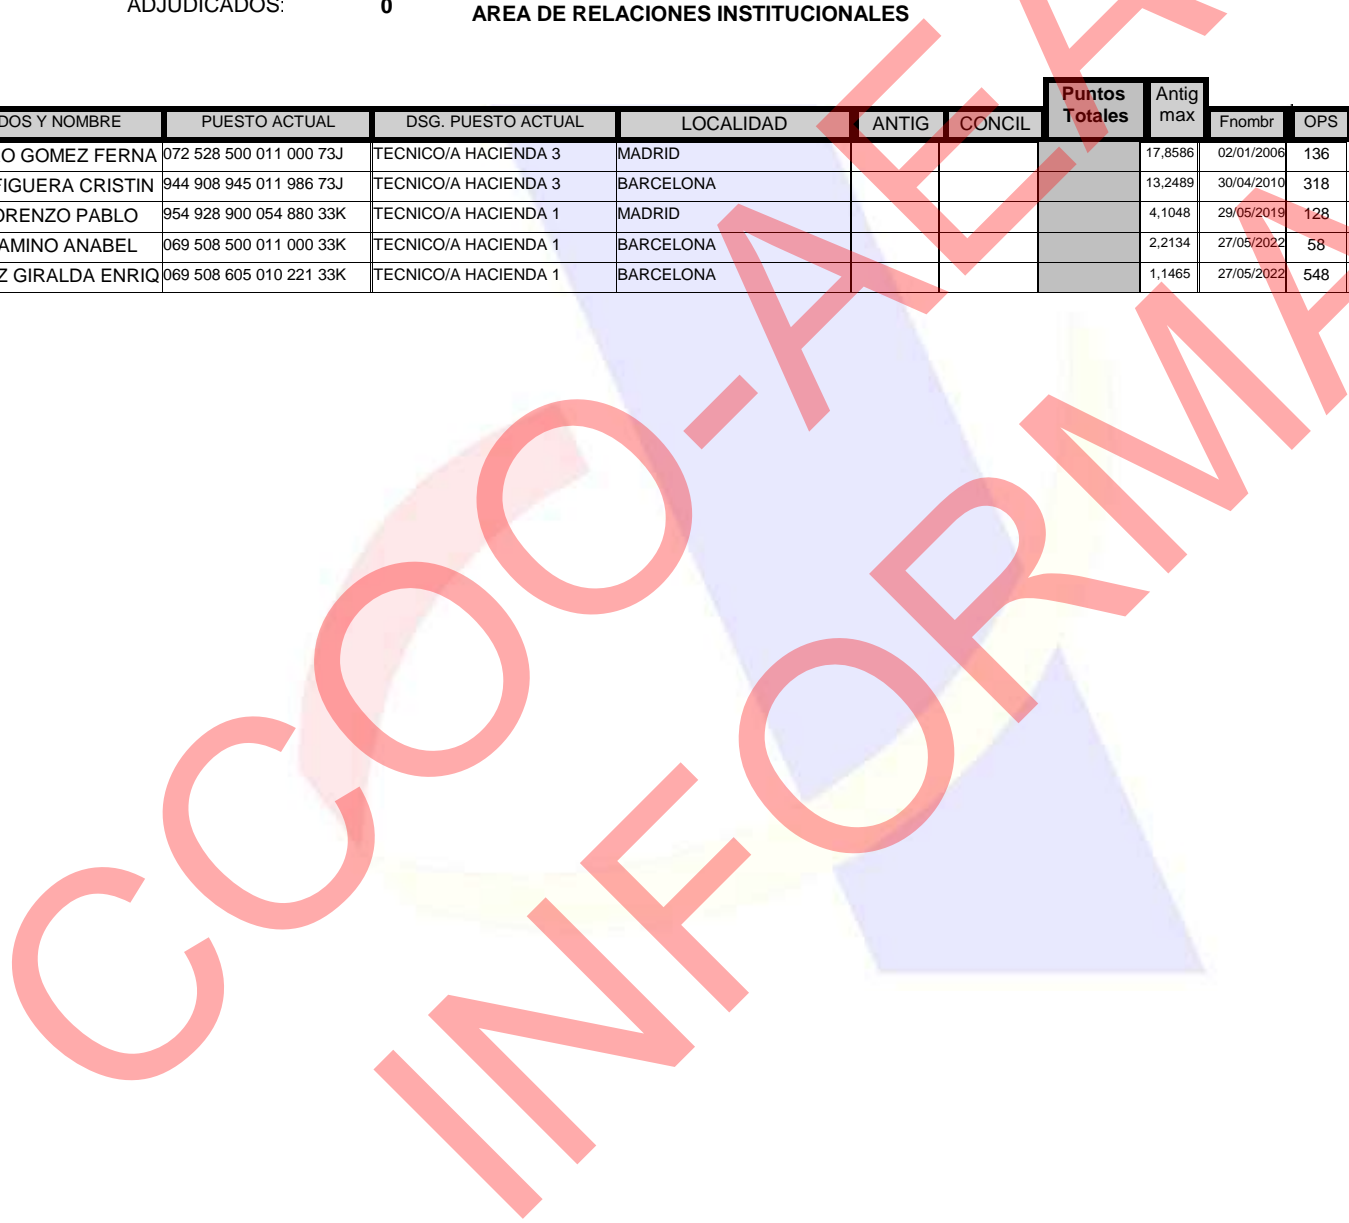 ADJUDICADOS: 0 AREA DE RELACIONES INSTITUCIONALES
DOS Y NOMBRE PUESTO ACTUAL DSG. PUESTO ACTUAL LOCALIDAD ANTIG CONCIL Puntos Totales Antig max Fnombr OPS
O GOMEZ FERNA 072 528 500 011 000 73J TECNICO/A HACIENDA 3 MADRID 17,8586 02/01/2006 136
FIGUERA CRISTIN 944 908 945 011 986 73J TECNICO/A HACIENDA 3 BARCELONA 13,2489 30/04/2010 318
ORENZO PABLO 954 928 900 054 880 33K TECNICO/A HACIENDA 1 MADRID 4,1048 29/05/2019 128
AMINO ANABEL 069 508 500 011 000 33K TECNICO/A HACIENDA 1 BARCELONA 2,2134 27/05/2022 58
Z GIRALDA ENRIQ 069 508 605 010 221 33K TECNICO/A HACIENDA 1 BARCELONA 1,1465 27/05/2022 548
CCOO-AEA
INFORMA